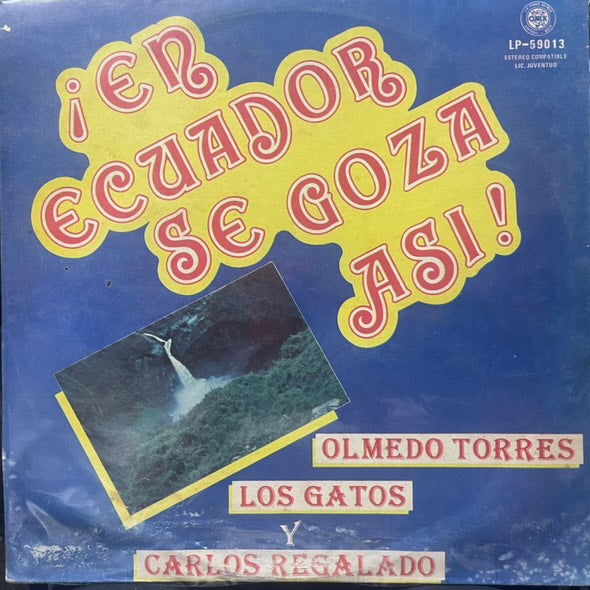 LP-59013
ESTEREO COMPATIBLE
LIC. JUVENTUD
¡EN
ECUADOR
SE GOZA
ASI!
OLMEDO TORRES
LOS GATOS
Y
CARLOS REGALADO